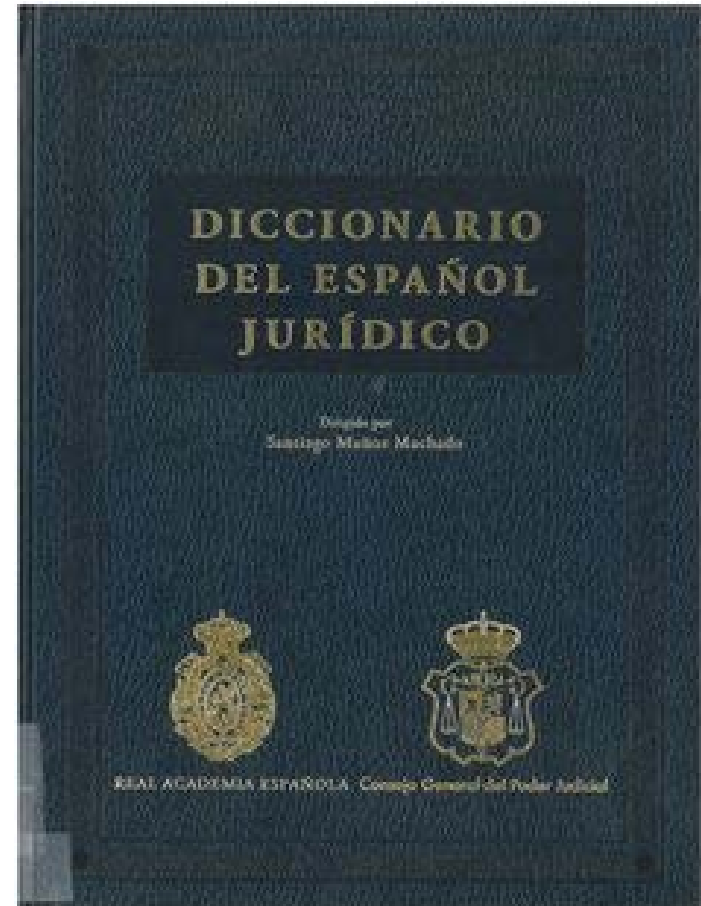 DICCIONARIO
DEL ESPAÑOL
JURÍDICO
Dirigido por
Santiago Muñoz Machado
REAL ACADEMIA ESPAÑOLA Consejo General del Poder Judicial